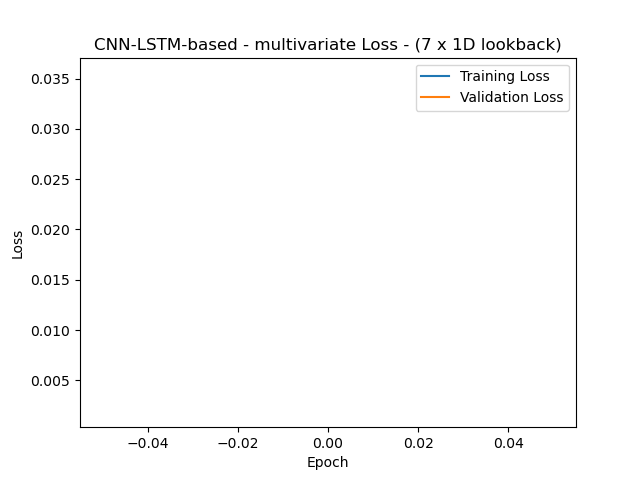 CNN-LSTM-based - multivariate Loss - (7 x 1D lookback)
Training Loss
Validation Loss
0.035
0.030
0.025
0.020
0.015
0.010
0.005
Loss
−0.04
−0.02
0.00
0.02
0.04
Epoch